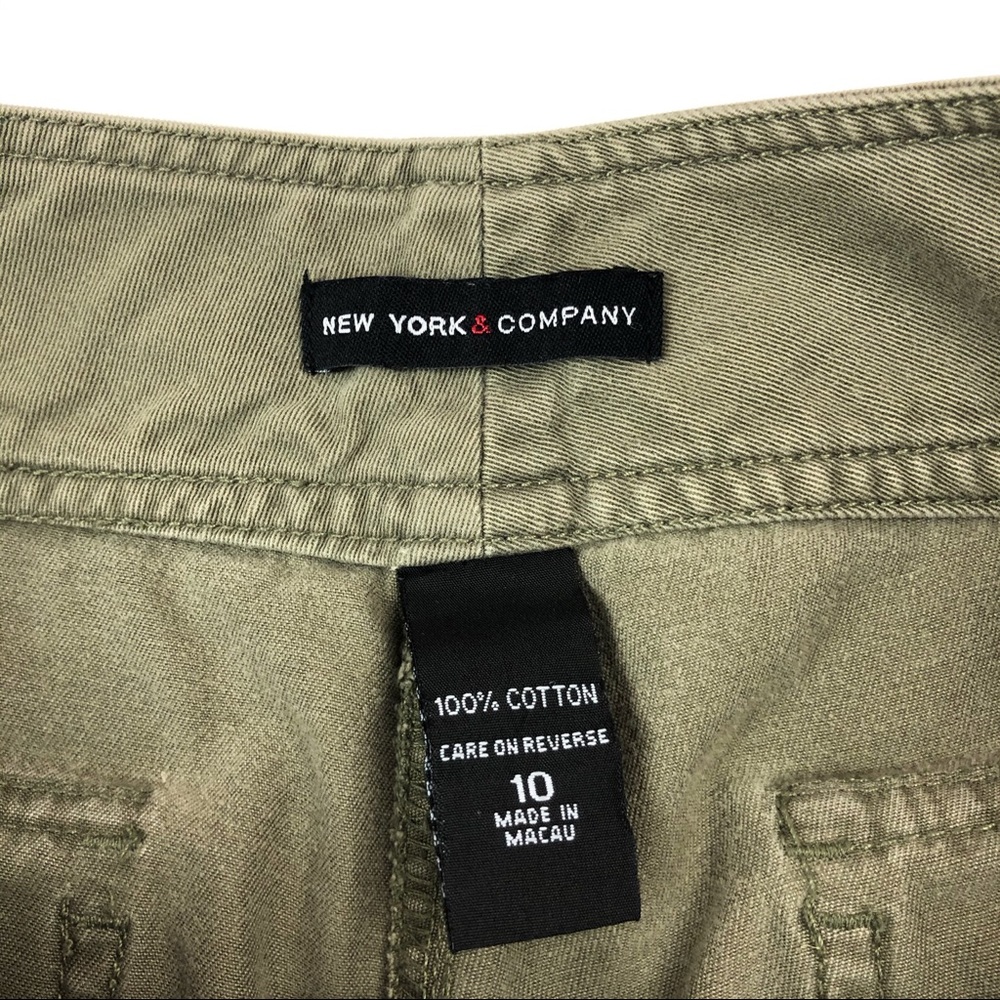 NEW YORK & COMPANY
100% COTTON
CARE ON REVERSE
10
MADE IN
MACAU